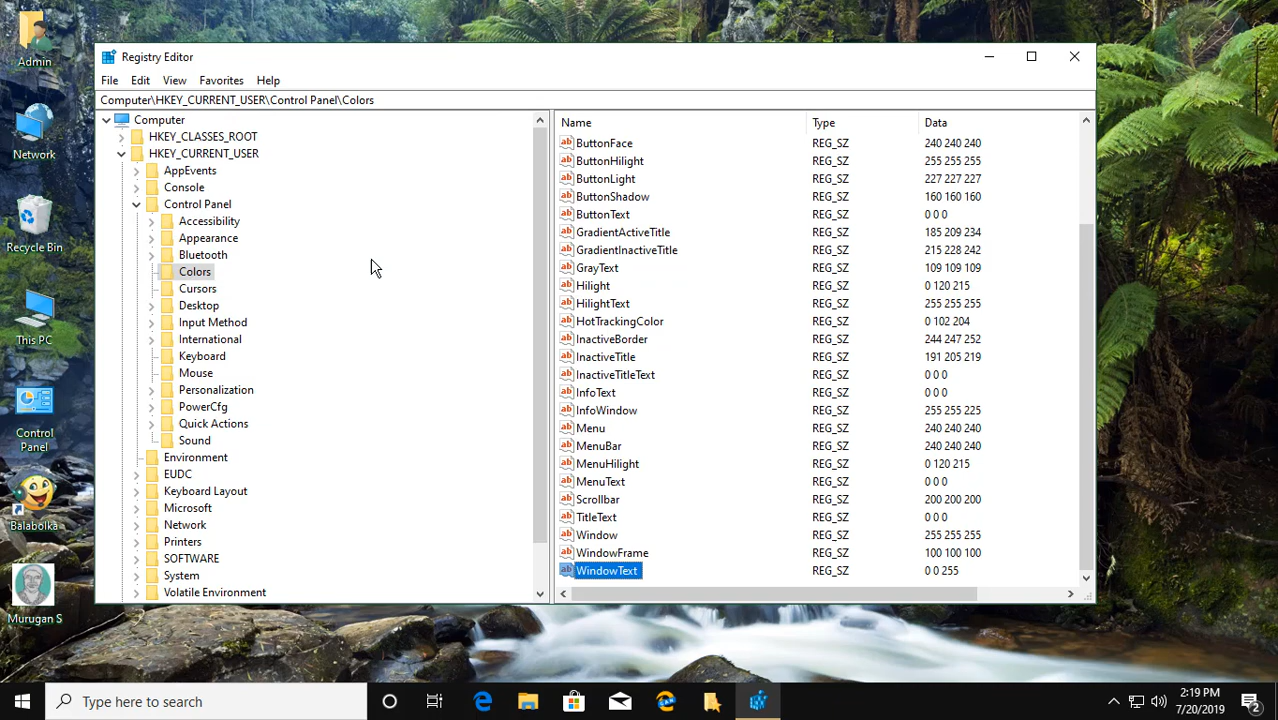 Admin
Network
Recycle Bin
This PC
Control
Panel
Balabolka
Murugan S
Registry Editor
File Edit View Favorites Help
Computer\HKEY_CURRENT_USER\Control Panel\Colors
Computer
HKEY_CLASSES_ROOT
HKEY_CURRENT_USER
AppEvents
Console
Control Panel
Accessibility
Appearance
Bluetooth
Colors
Cursors
Desktop
Input Method
International
Keyboard
Mouse
Personalization
PowerCfg
Quick Actions
Sound
Environment
EUDC
Keyboard Layout
Microsoft
Network
Printers
SOFTWARE
System
Volatile Environment
Name Type Data
ButtonFace REG_SZ 240 240 240
ButtonHilight REG_SZ 255 255 255
ButtonLight REG_SZ 227 227 227
ButtonShadow REG_SZ 160 160 160
ButtonText REG_SZ 0 0 0
GradientActiveTitle REG_SZ 185 209 234
GradientInactiveTitle REG_SZ 215 228 242
GrayText REG_SZ 109 109 109
Hilight REG_SZ 0 120 215
HilightText REG_SZ 255 255 255
HotTrackingColor REG_SZ 0 102 204
InactiveBorder REG_SZ 244 247 252
InactiveTitle REG_SZ 191 205 219
InactiveTitleText REG_SZ 0 0 0
InfoText REG_SZ 0 0 0
InfoWindow REG_SZ 255 255 225
Menu REG_SZ 240 240 240
MenuBar REG_SZ 240 240 240
MenuHilight REG_SZ 0 120 215
MenuText REG_SZ 0 0 0
Scrollbar REG_SZ 200 200 200
TitleText REG_SZ 0 0 0
Window REG_SZ 255 255 255
WindowFrame REG_SZ 100 100 100
WindowText REG_SZ 0 0 255
Type here to search
2:19 PM
7/20/2019
2